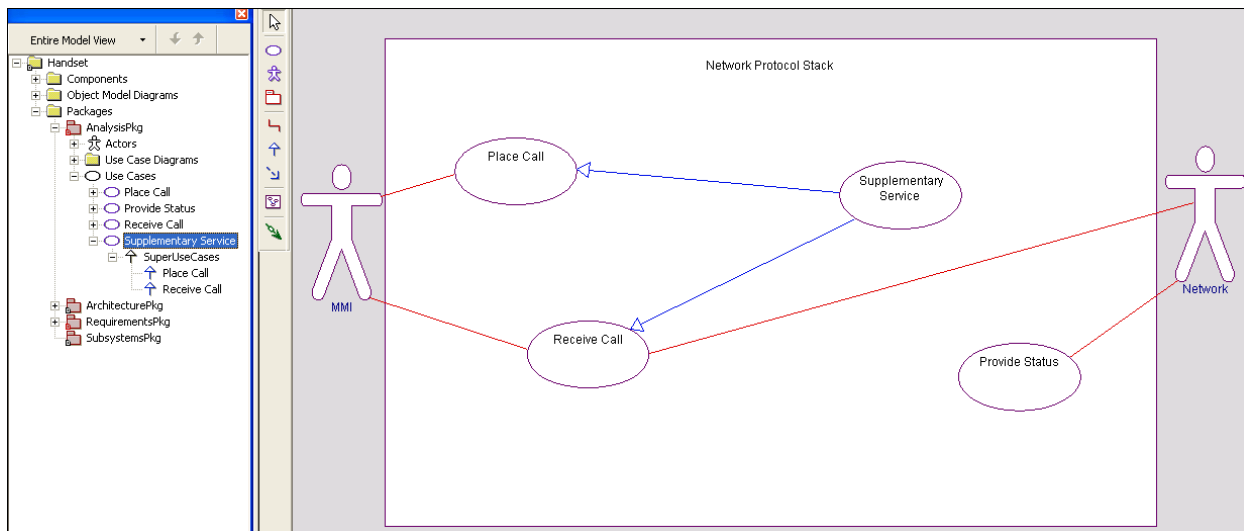 Entire Model View
Handset
Components
Object Model Diagrams
Packages
AnalysisPkg
Actors
Use Case Diagrams
Use Cases
Place Call
Provide Status
Receive Call
Supplementary Service
SuperUseCases
Place Call
Receive Call
ArchitecturePkg
RequirementsPkg
SubsystemsPkg
Network Protocol Stack
Place Call
Supplementary
Service
MMI
Network
Receive Call
Provide Status